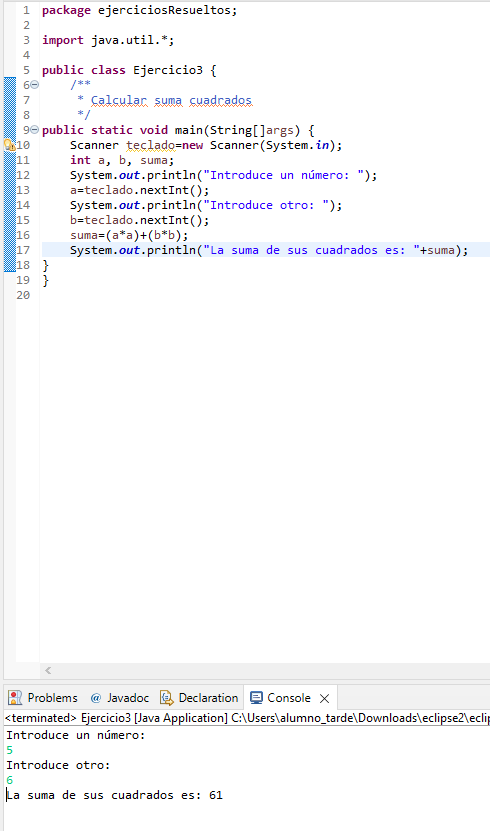 1 package ejerciciosResueltos;
2
3 import java.util.*;
4
5 public class Ejercicio3 {
6 /**
7 * Calcular suma cuadrados
8 */
9 public static void main(String[]args) {
10 Scanner teclado=new Scanner(System.in);
11 int a, b, suma;
12 System.out.println("Introduce un número: ");
13 a=teclado.nextInt();
14 System.out.println("Introduce otro: ");
15 b=teclado.nextInt();
16 suma=(a*a)+(b*b);
17 System.out.println("La suma de sus cuadrados es: "+suma);
18 }
19 }
20
Problems @ Javadoc Declaration Console
<terminated> Ejercicio3 [Java Application] C:\Users\alumno_tarde\Downloads\eclipse2\eclip
Introduce un número:
5
Introduce otro:
6
La suma de sus cuadrados es: 61